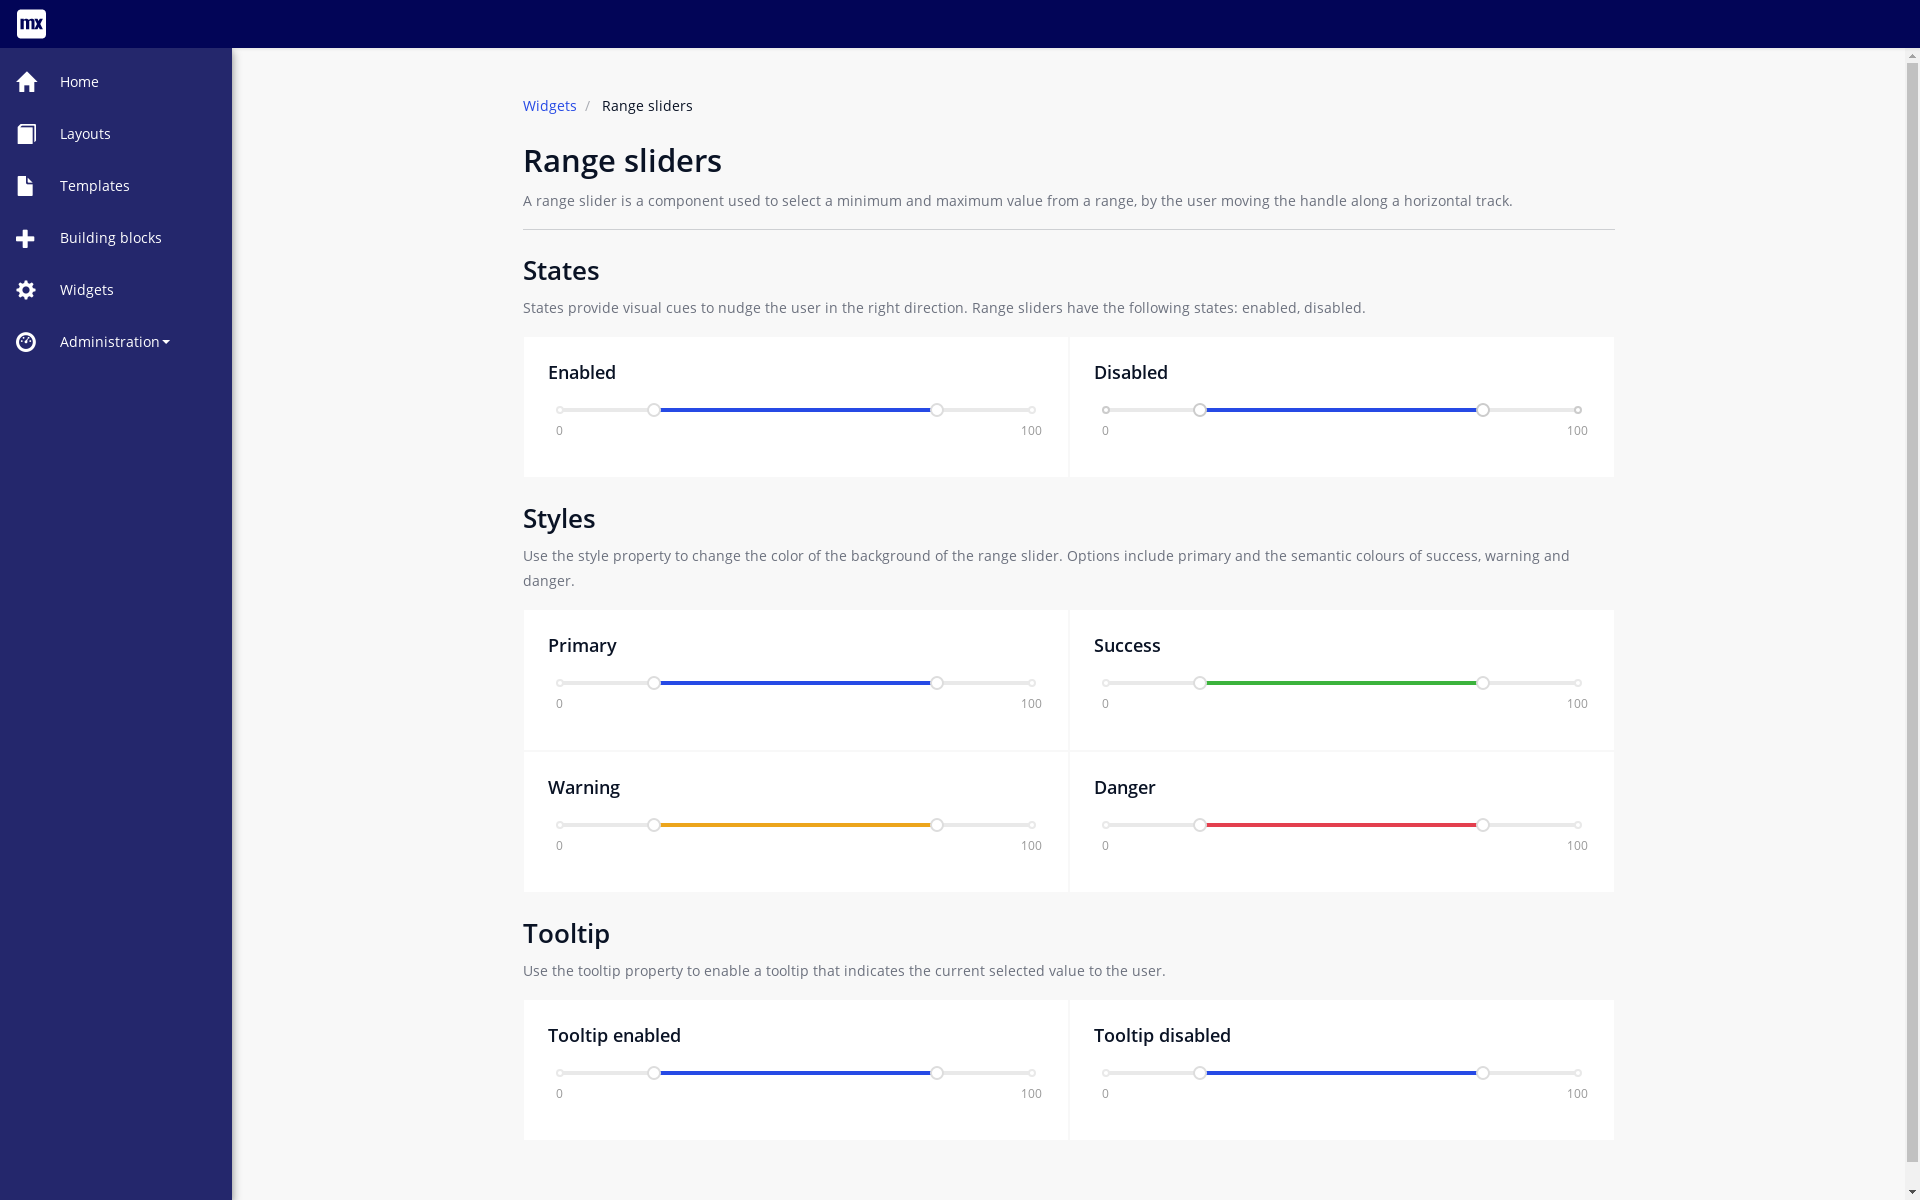 mx
Home
Layouts
Templates
Building blocks
Widgets
Administration
Widgets / Range sliders
Range sliders
A range slider is a component used to select a minimum and maximum value from a range, by the user moving the handle along a horizontal track.
States
States provide visual cues to nudge the user in the right direction. Range sliders have the following states: enabled, disabled.
Enabled
0 100
Disabled
0 100
Styles
Use the style property to change the color of the background of the range slider. Options include primary and the semantic colours of success, warning and
danger.
Primary
0 100
Success
0 100
Warning
0 100
Danger
0 100
Tooltip
Use the tooltip property to enable a tooltip that indicates the current selected value to the user.
Tooltip enabled
0 100
Tooltip disabled
0 100